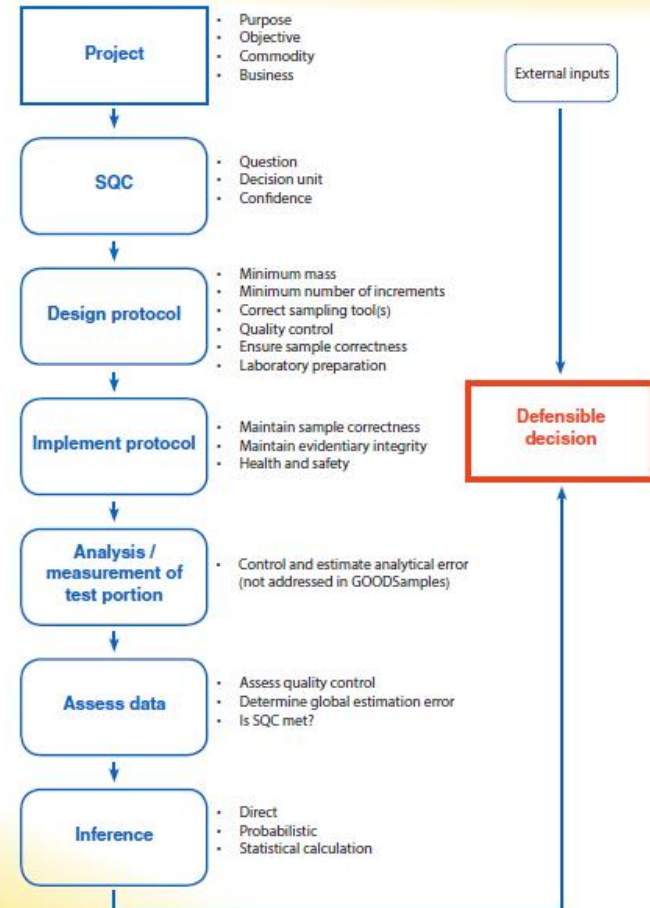 Project
• Purpose
• Objective
• Commodity
• Business
External inputs
SQC
• Question
• Decision unit
• Confidence
Design protocol
• Minimum mass
• Minimum number of increments
• Correct sampling tool(s)
• Quality control
• Ensure sample correctness
• Laboratory preparation
Implement protocol
• Maintain sample correctness
• Maintain evidentiary integrity
• Health and safety
Defensible
decision
Analysis /
measurement of
test portion
• Control and estimate analytical error
(not addressed in GOODSamples)
Assess data
• Assess quality control
• Determine global estimation error
• Is SQC met?
Inference
• Direct
• Probabilistic
• Statistical calculation